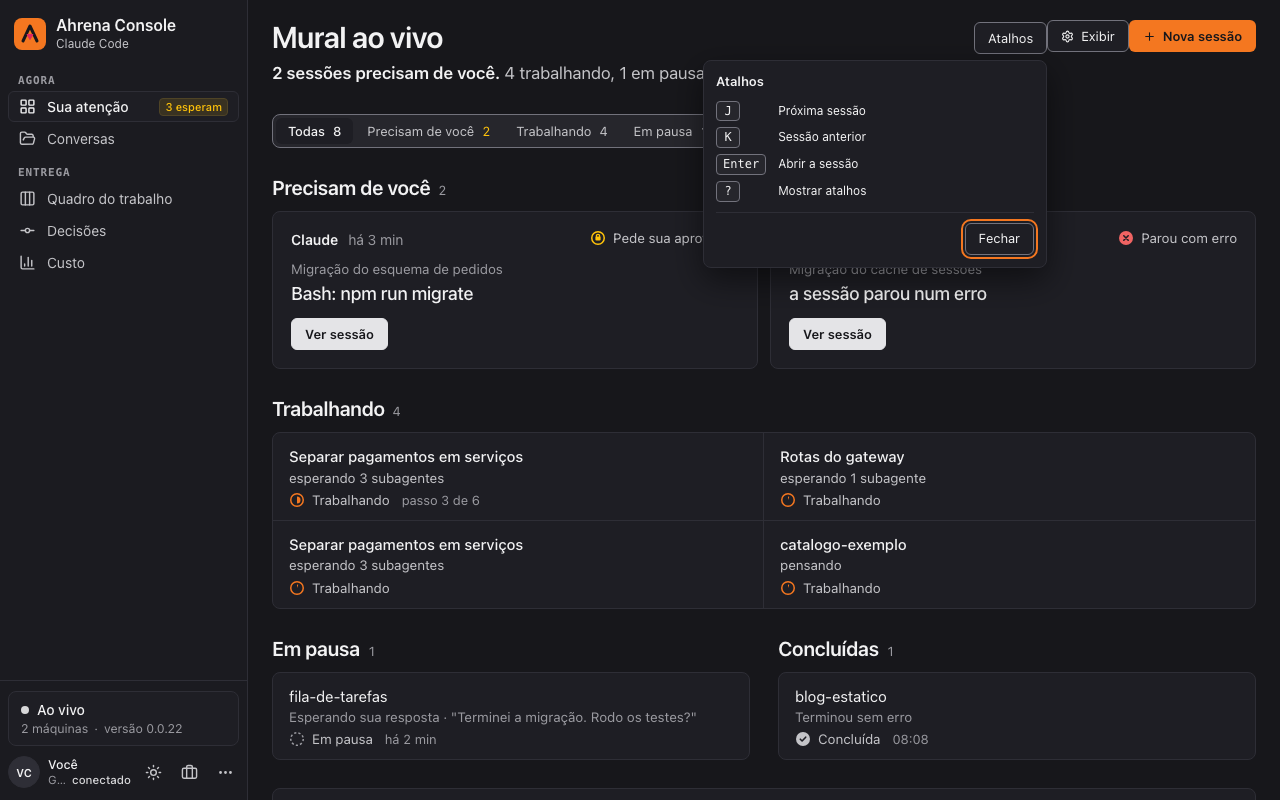 Ahrena Console
Claude Code
AGORA
Sua atenção 3 esperam
Conversas
ENTREGA
Quadro do trabalho
Decisões
Custo
Ao vivo
2 máquinas · versão 0.0.22
VC
Você
G... conectado
Mural ao vivo
Atalhos
Exibir
+ Nova sessão
2 sessões precisam de você. 4 trabalhando, 1 em pausa
Todas 8
Precisam de você 2
Trabalhando 4
Em pausa
Atalhos
J Próxima sessão
K Sessão anterior
Enter Abrir a sessão
? Mostrar atalhos
Fechar
Precisam de você 2
Claude há 3 min
Pede sua
Migração do esquema de pedidos
Bash: npm run migrate
Ver sessão
Parou com erro
Migração do cache de sessões
a sessão parou num erro
Ver sessão
Trabalhando 4
Separar pagamentos em serviços
esperando 3 subagentes
Trabalhando passo 3 de 6
Rotas do gateway
esperando 1 subagente
Trabalhando
Separar pagamentos em serviços
esperando 3 subagentes
Trabalhando
catalogo-exemplo
pensando
Trabalhando
Em pausa 1
fila-de-tarefas
Esperando sua resposta · "Terminei a migração. Rodo os testes?"
Em pausa há 2 min
Concluídas 1
blog-estatico
Terminou sem erro
Concluída 08:08